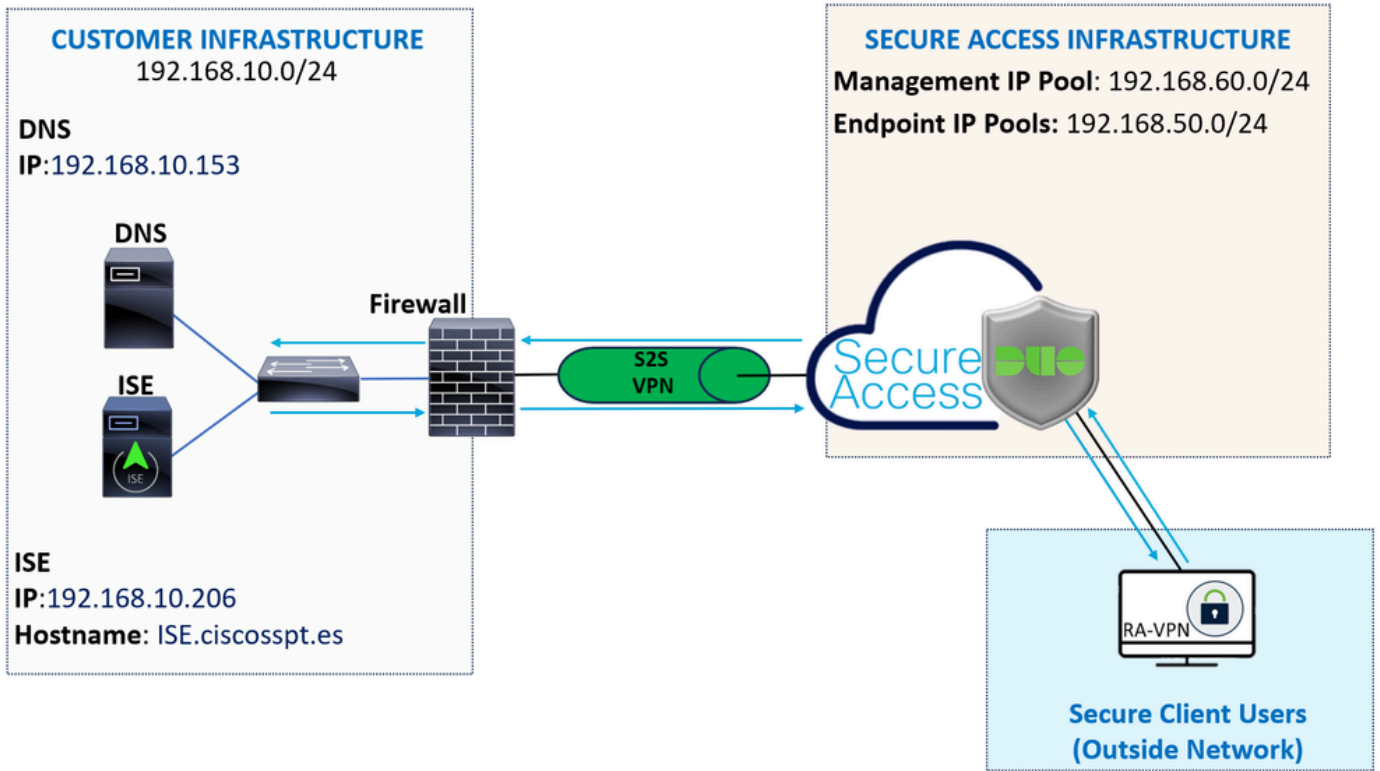 CUSTOMER INFRASTRUCTURE
192.168.10.0/24
DNS
IP:192.168.10.153
DNS
Firewall
ISE
ISE
ISE
IP:192.168.10.206
Hostname: ISE.ciscosspt.es
S2S
VPN
SECURE ACCESS INFRASTRUCTURE
Management IP Pool: 192.168.60.0/24
Endpoint IP Pools: 192.168.50.0/24
Secure
Access
DUO
RA-VPN
Secure Client Users
(Outside Network)